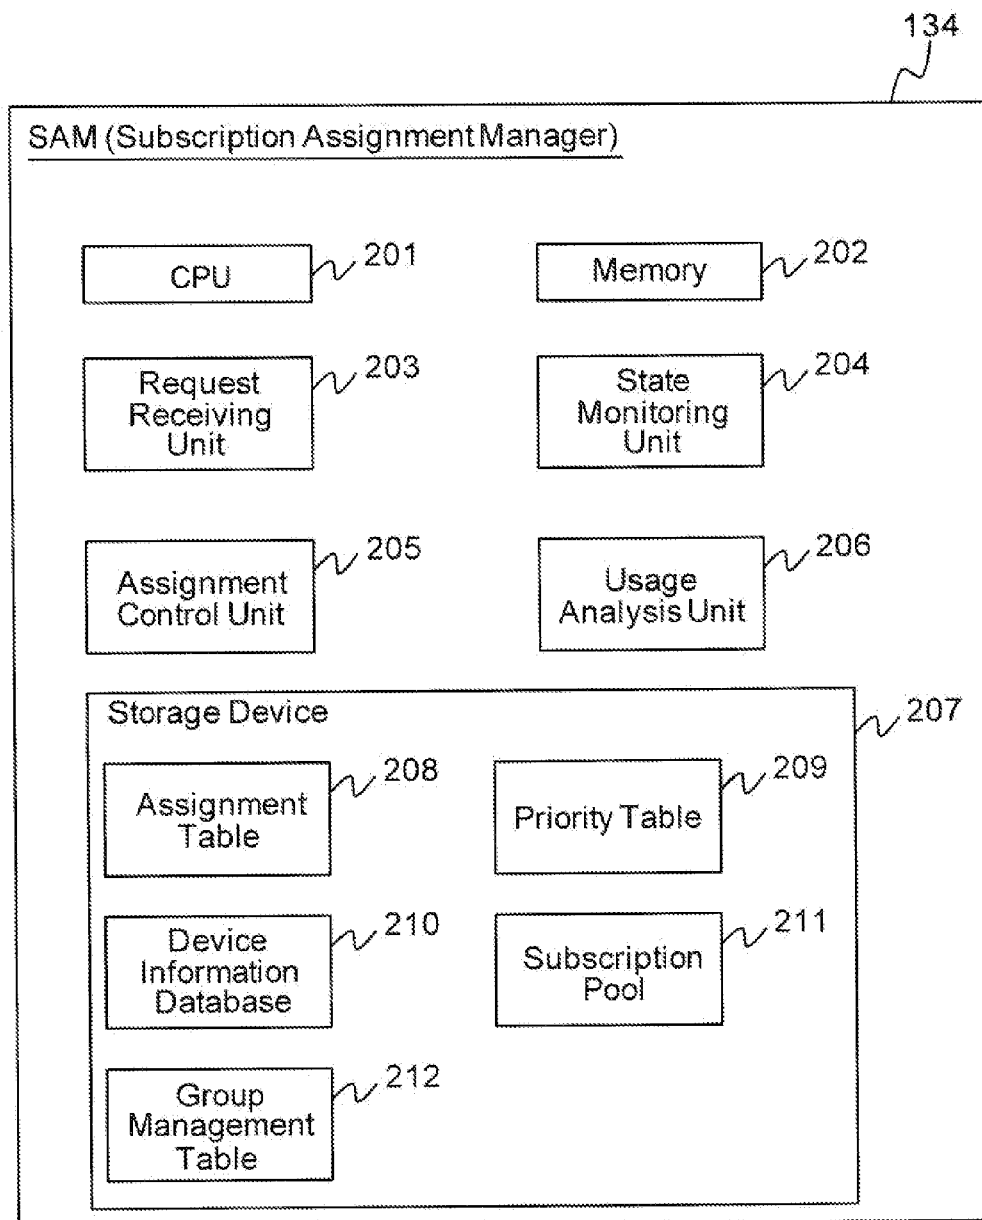 134
SAM (Subscription Assignment Manager)
CPU
201
Memory
202
Request
Receiving
Unit
203
State
Monitoring
Unit
204
Assignment
Control Unit
205
Usage
Analysis Unit
206
Storage Device
207
Assignment
Table
208
Priority Table
209
Device
Information
Database
210
Subscription
Pool
211
Group
Management
Table
212